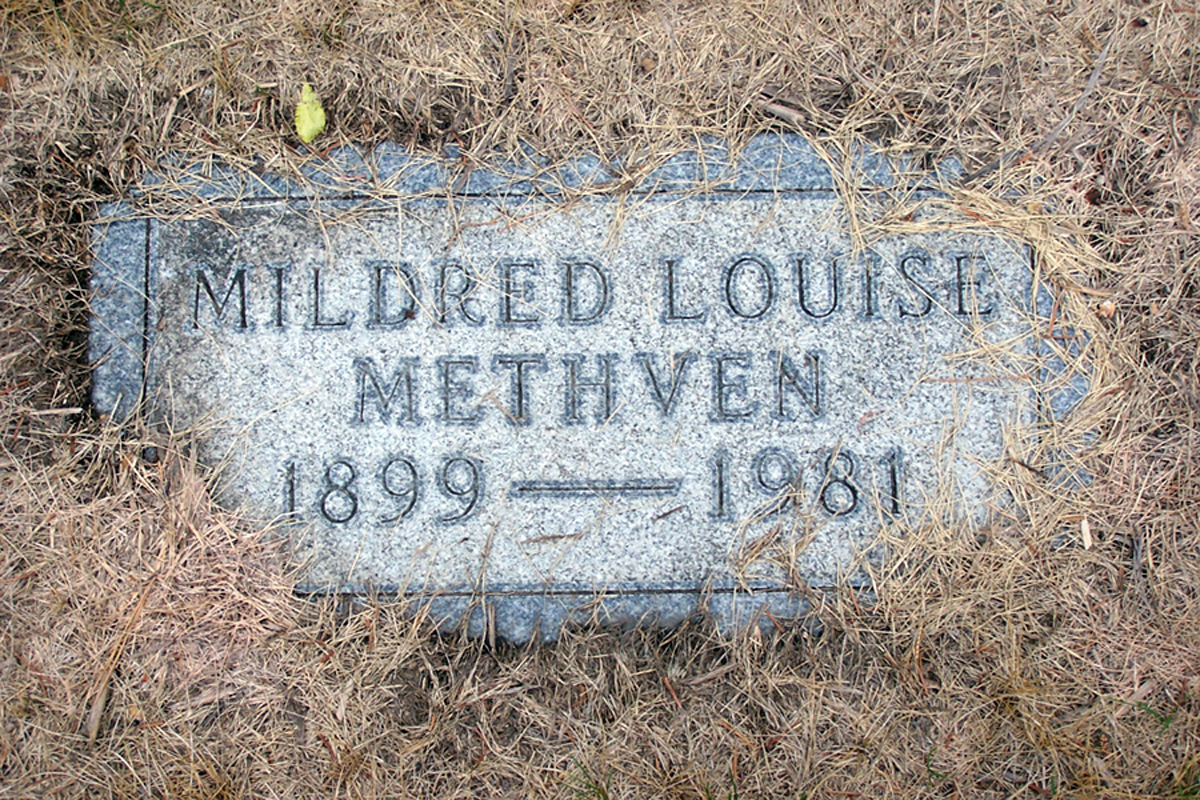 MILDRED LOUISE
METHVEN
1899 — 1981